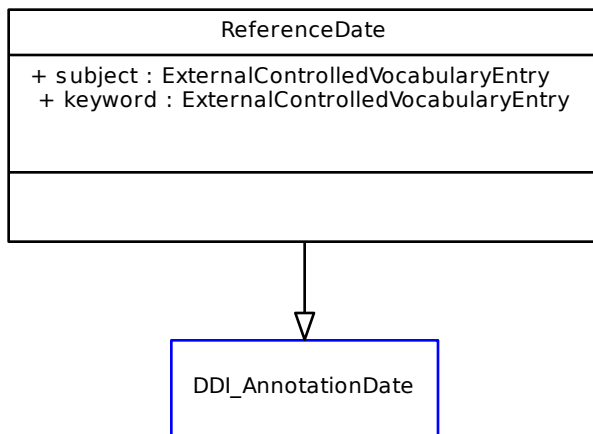 ReferenceDate
+ subject : ExternalControlledVocabularyEntry
+ keyword : ExternalControlledVocabularyEntry
DDI_AnnotationDate